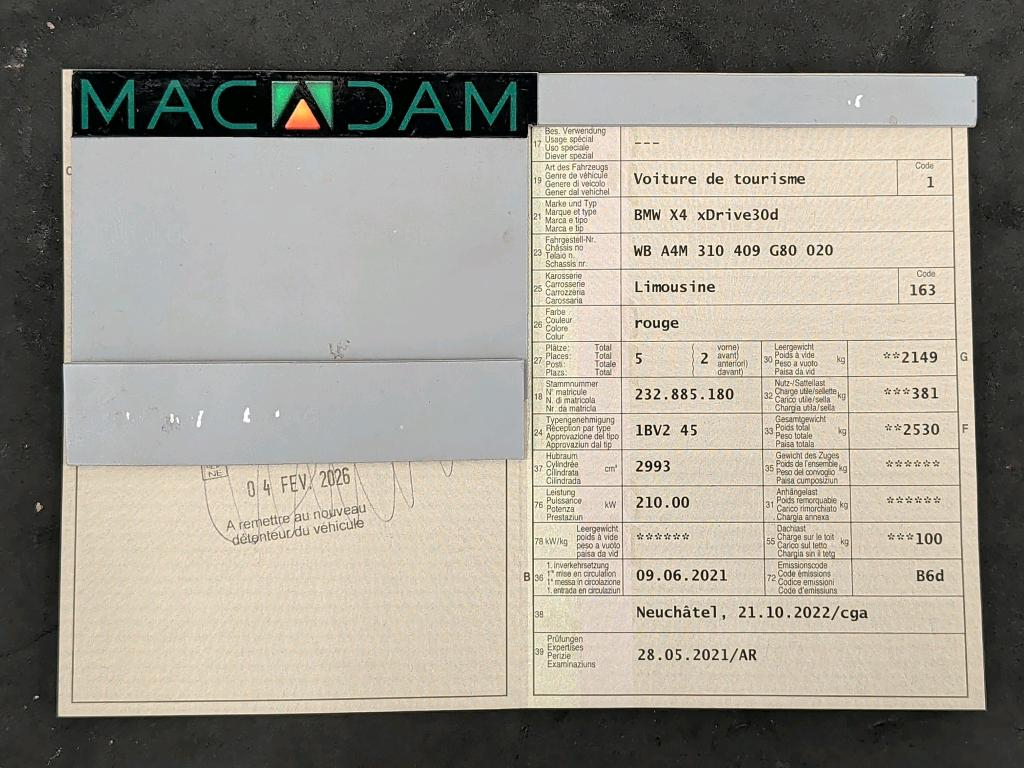 MACADAM
C
NE
04 FEV. 2026
A remettre au nouveau
détenteur du véhicule
17 Bes. Verwendung
Usage spécial
Uso speciale
Diever spezial
---
19 Art des Fahrzeugs
Genre de véhicule
Genere di veicolo
Gener dal vehichel
Voiture de tourisme
Code
1
21 Marke und Typ
Marque et type
Marca e tipo
Marca e tip
BMW X4 xDrive30d
23 Fahrgestell-Nr.
Châssis no
Telaio n.
Schassis nr.
WB A4M 310 409 G80 020
25 Karosserie
Carrosserie
Carrozzeria
Carossaria
Limousine
Code
163
26 Farbe
Couleur
Colore
Colur
rouge
27 Plätze: Total
Places: Total
Posti: Totale
Plazs: Total
5
( vorne)
2 avant)
anteriori)
( davant)
30 Leergewicht
Poids à vide
Peso a vuoto
Paisa da vid
kg
**2149
G
18 Stammnummer
N° matricule
N. di matricola
Nr. da matricla
232.885.180
32 Nutz-/Sattellast
Charge utile/sellette
Carico utile/sella
Chargia utila/sella
kg
***381
24 Typengenehmigung
Réception par type
Approvazione del tipo
Approvaziun dal tip
1BV2 45
33 Gesamtgewicht
Poids total
Peso totale
Paisa totala
kg
**2530
F
37 Hubraum
Cylindrée
Cilindrata
Cilindrada
cm³
2993
35 Gewicht des Zuges
Poids de l'ensemble
Peso del convoglio
Paisa cumposiziun
kg
******
76 Leistung
Puissance
Potenza
Prestaziun
kW
210.00
31 Anhängelast
Poids remorquable
Carico rimorchiato
Chargia annexa
kg
******
78 kW/kg
Leergewicht
poids à vide
peso a vuoto
paisa da vid
******
55 Dachlast
Charge sur le toit
Carico sul tetto
Chargia sin il tetg
kg
***100
B
36 1. Inverkehrsetzung
1re mise en circulation
1a messa in circolazione
1. entrada en circulaziun
09.06.2021
72 Emissionscode
Code émissions
Codice emissioni
Code d'emissiuns
B6d
38
Neuchâtel, 21.10.2022/cga
39 Prüfungen
Expertises
Perizie
Examinaziuns
28.05.2021/AR